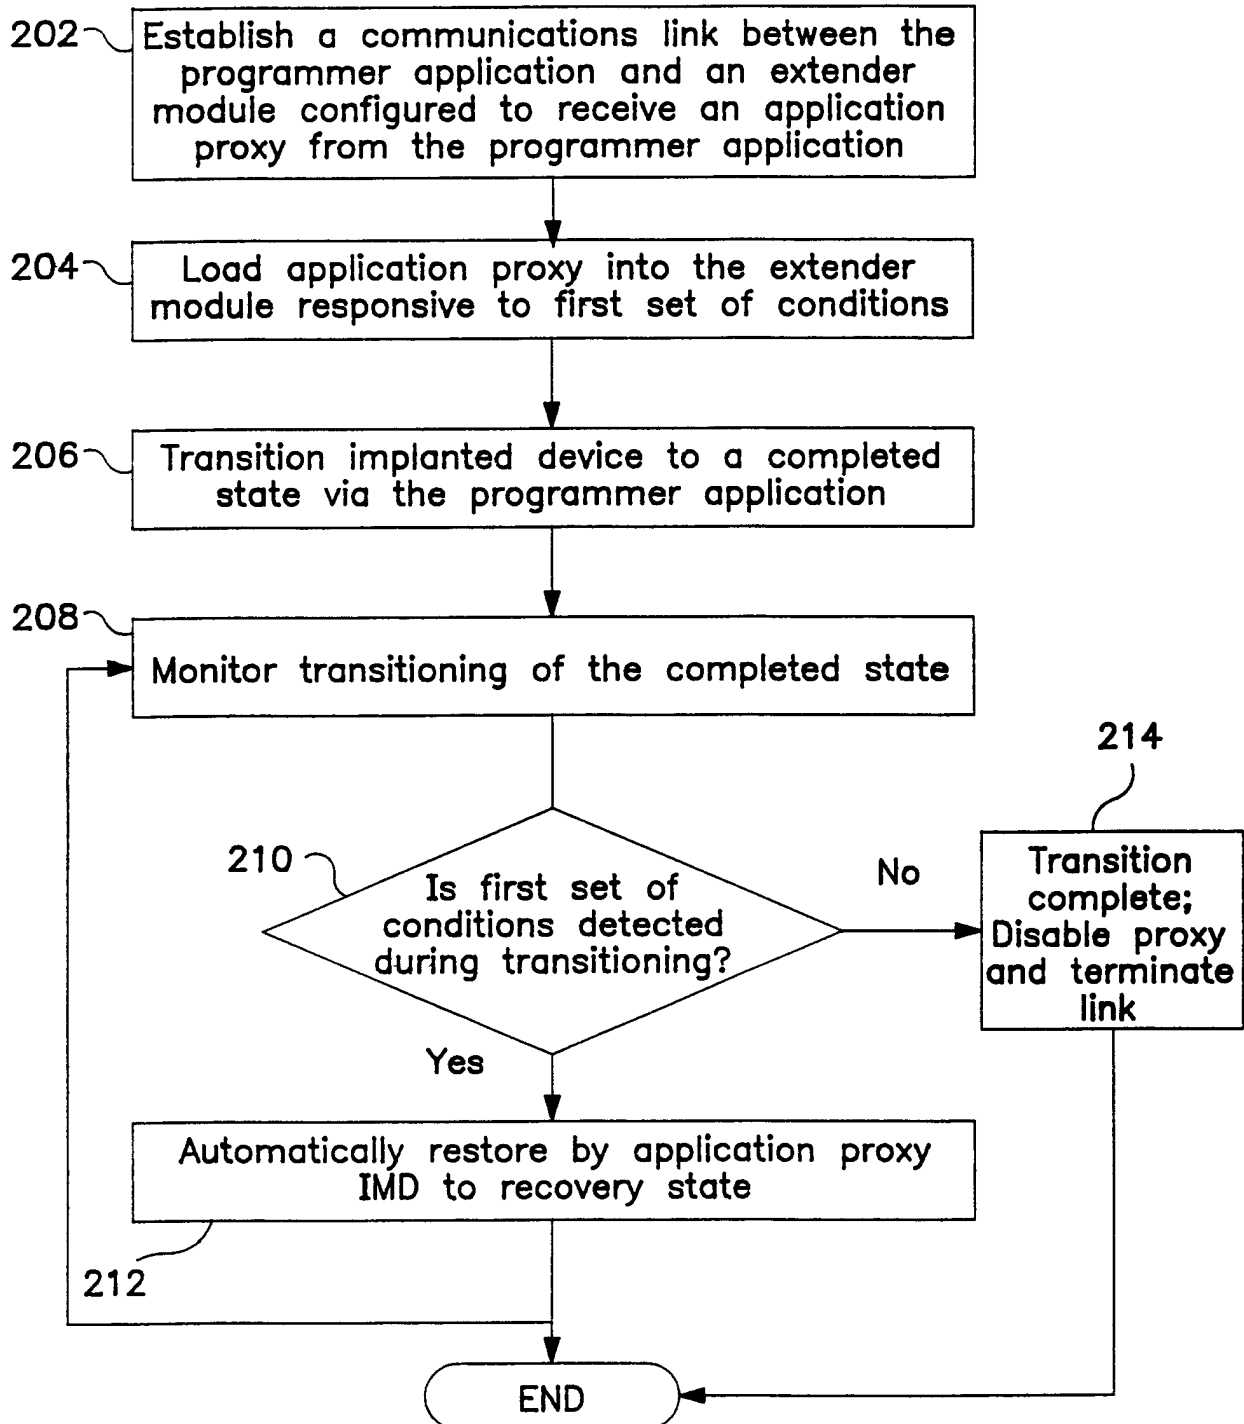 202
Establish a communications link between the
programmer application and an extender
module configured to receive an application
proxy from the programmer application
204
Load application proxy into the extender
module responsive to first set of conditions
206
Transition implanted device to a completed
state via the programmer application
208
Monitor transitioning of the completed state
214
210
Is first set of
conditions detected
during transitioning?
No
Transition
complete;
Disable proxy
and terminate
link
Yes
Automatically restore by application proxy
IMD to recovery state
212
END